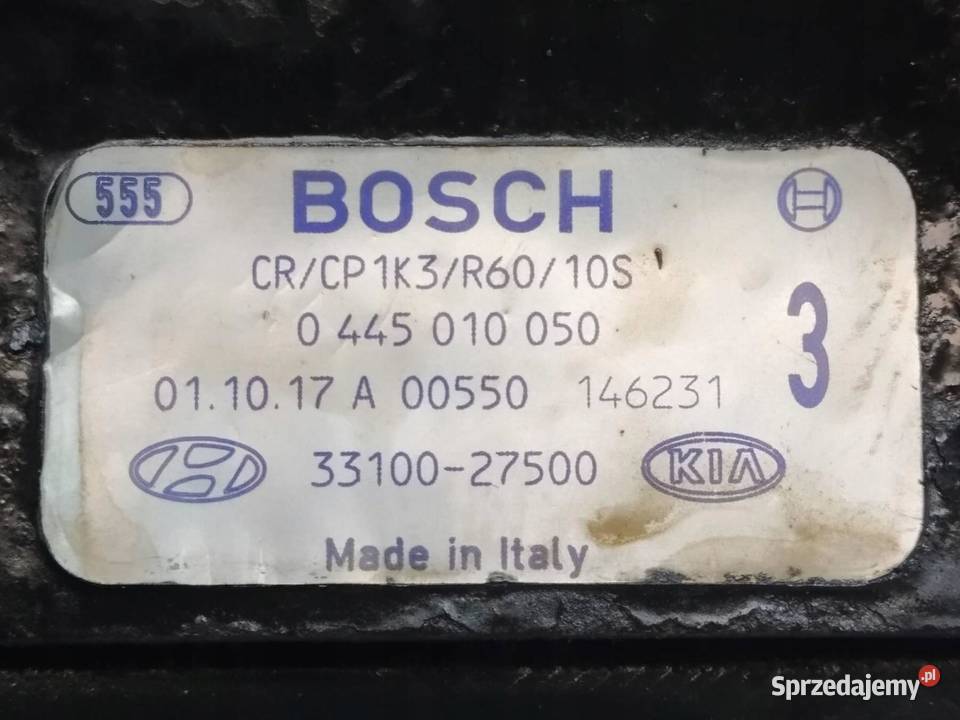 555 BOSCH
CR/CP1K3/R60/10S
0 445 010 050
3
01.10.17 A 00550 146231
33100-27500 KIA
Made in Italy
Sprzedajemy.pl